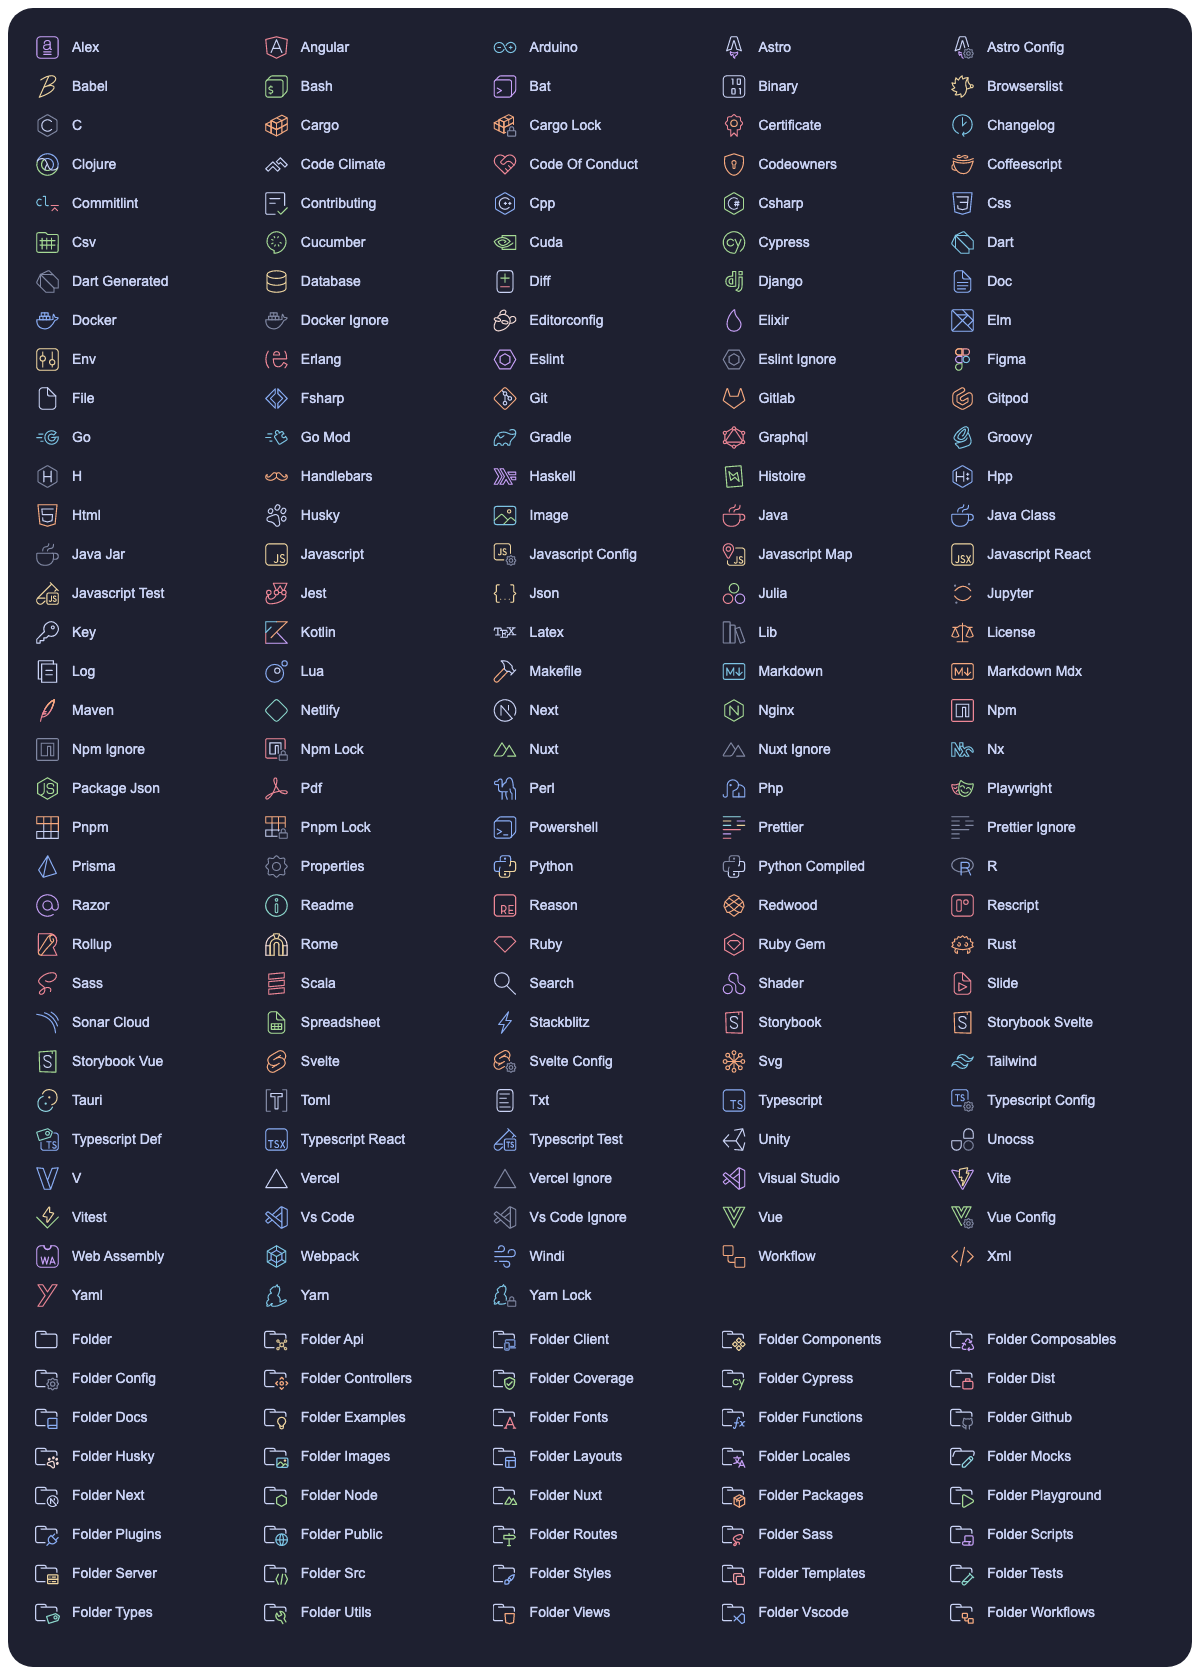 Alex Angular Arduino Astro Astro Config
Babel Bash Bat Binary Browserslist
C Cargo Cargo Lock Certificate Changelog
Clojure Code Climate Code Of Conduct Codeowners Coffeescript
Commitlint Contributing Cpp Csharp Css
Csv Cucumber Cuda Cypress Dart
Dart Generated Database Diff Django Doc
Docker Docker Ignore Editorconfig Elixir Elm
Env Erlang Eslint Eslint Ignore Figma
File Fsharp Git Gitlab Gitpod
Go Go Mod Gradle Graphql Groovy
H Handlebars Haskell Histoire Hpp
Html Husky Image Java Java Class
Java Jar Javascript Javascript Config Javascript Map Javascript React
Javascript Test Jest Json Julia Jupyter
Key Kotlin Latex Lib License
Log Lua Makefile Markdown Markdown Mdx
Maven Netlify Next Nginx Npm
Npm Ignore Npm Lock Nuxt Nuxt Ignore Nx
Package Json Pdf Perl Php Playwright
Pnpm Pnpm Lock Powershell Prettier Prettier Ignore
Prisma Properties Python Python Compiled R
Razor Readme Reason Redwood Rescript
Rollup Rome Ruby Ruby Gem Rust
Sass Scala Search Shader Slide
Sonar Cloud Spreadsheet Stackblitz Storybook Storybook Svelte
Storybook Vue Svelte Svelte Config Svg Tailwind
Tauri Toml Txt Typescript Typescript Config
Typescript Def Typescript React Typescript Test Unity Unocss
V Vercel Vercel Ignore Visual Studio Vite
Vitest Vs Code Vs Code Ignore Vue Vue Config
Web Assembly Webpack Windi Workflow Xml
Yaml Yarn Yarn Lock
Folder Folder Api Folder Client Folder Components Folder Composables
Folder Config Folder Controllers Folder Coverage Folder Cypress Folder Dist
Folder Docs Folder Examples Folder Fonts Folder Functions Folder Github
Folder Husky Folder Images Folder Layouts Folder Locales Folder Mocks
Folder Next Folder Node Folder Nuxt Folder Packages Folder Playground
Folder Plugins Folder Public Folder Routes Folder Sass Folder Scripts
Folder Server Folder Src Folder Styles Folder Templates Folder Tests
Folder Types Folder Utils Folder Views Folder Vscode Folder Workflows